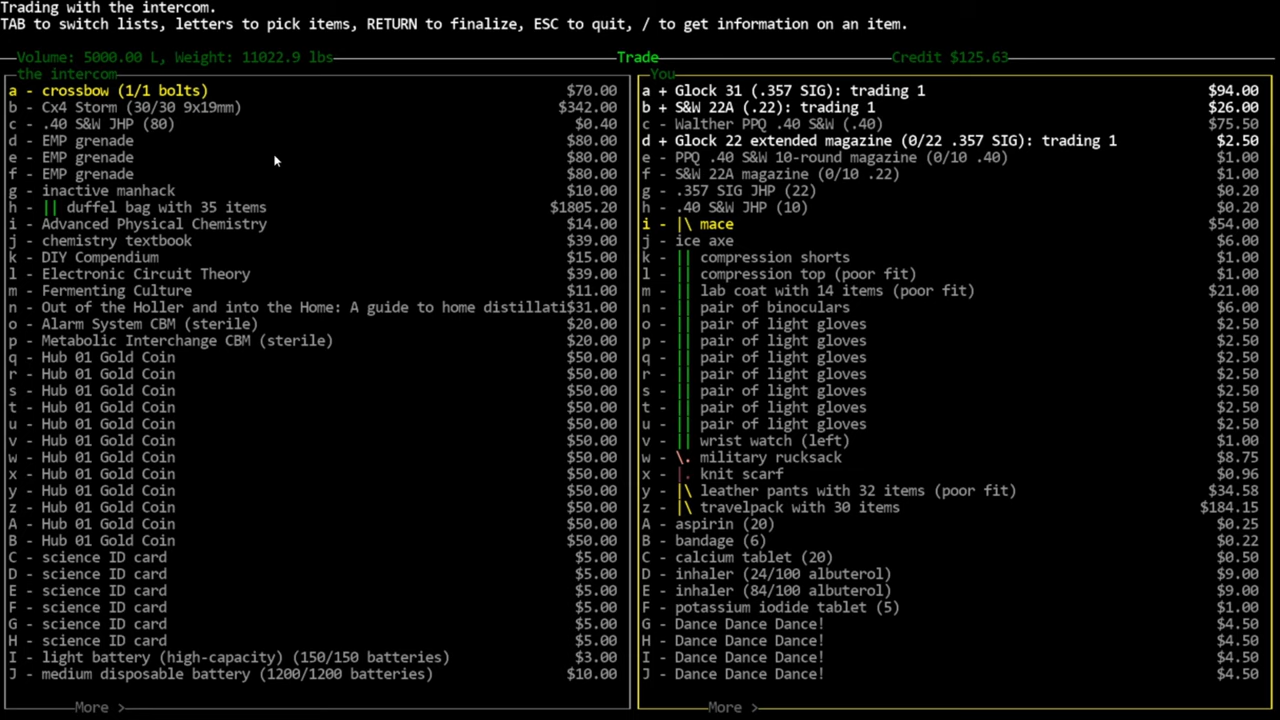 Trading with the intercom.
TAB to switch lists, letters to pick items, RETURN to finalize, ESC to quit, / to get information on an item.
Volume: 5000.00 L, Weight: 11022.9 lbs
Trade
Credit $125.63
the intercom
a - crossbow (1/1 bolts) $70.00
b - Cx4 Storm (30/30 9x19mm) $342.00
c - .40 S&W JHP (80) $0.40
d - EMP grenade $80.00
e - EMP grenade $80.00
f - EMP grenade $80.00
g - inactive manhack $10.00
h - || duffel bag with 35 items $1805.20
i - Advanced Physical Chemistry $14.00
j - chemistry textbook $39.00
k - DIY Compendium $15.00
l - Electronic Circuit Theory $39.00
m - Fermenting Culture $11.00
n - Out of the Holler and into the Home: A guide to home distillati$31.00
o - Alarm System CBM (sterile) $20.00
p - Metabolic Interchange CBM (sterile) $20.00
q - Hub 01 Gold Coin $50.00
r - Hub 01 Gold Coin $50.00
s - Hub 01 Gold Coin $50.00
t - Hub 01 Gold Coin $50.00
u - Hub 01 Gold Coin $50.00
v - Hub 01 Gold Coin $50.00
w - Hub 01 Gold Coin $50.00
x - Hub 01 Gold Coin $50.00
y - Hub 01 Gold Coin $50.00
z - Hub 01 Gold Coin $50.00
A - Hub 01 Gold Coin $50.00
B - Hub 01 Gold Coin $50.00
C - science ID card $5.00
D - science ID card $5.00
E - science ID card $5.00
F - science ID card $5.00
G - science ID card $5.00
H - science ID card $5.00
I - light battery (high-capacity) (150/150 batteries) $3.00
J - medium disposable battery (1200/1200 batteries) $10.00
More >
You
a + Glock 31 (.357 SIG): trading 1 $94.00
b + S&W 22A (.22): trading 1 $26.00
c - Walther PPQ .40 S&W (.40) $75.50
d + Glock 22 extended magazine (0/22 .357 SIG): trading 1 $2.50
e - PPQ .40 S&W 10-round magazine (0/10 .40) $1.00
f - S&W 22A magazine (0/10 .22) $1.00
g - .357 SIG JHP (22) $0.20
h - .40 S&W JHP (10) $0.20
i - |\ mace $54.00
j - ice axe $6.00
k - || compression shorts $1.00
l - || compression top (poor fit) $1.00
m - || lab coat with 14 items (poor fit) $21.00
n - || pair of binoculars $6.00
o - || pair of light gloves $2.50
p - || pair of light gloves $2.50
q - || pair of light gloves $2.50
r - || pair of light gloves $2.50
s - || pair of light gloves $2.50
t - || pair of light gloves $2.50
u - || pair of light gloves $2.50
v - || wrist watch (left) $1.00
w - \. military rucksack $8.75
x - |. knit scarf $0.96
y - |\ leather pants with 32 items (poor fit) $34.58
z - |\ travelpack with 30 items $184.15
A - aspirin (20) $0.25
B - bandage (6) $0.22
C - calcium tablet (20) $0.50
D - inhaler (24/100 albuterol) $9.00
E - inhaler (84/100 albuterol) $9.00
F - potassium iodide tablet (5) $1.00
G - Dance Dance Dance! $4.50
H - Dance Dance Dance! $4.50
I - Dance Dance Dance! $4.50
J - Dance Dance Dance! $4.50
More >